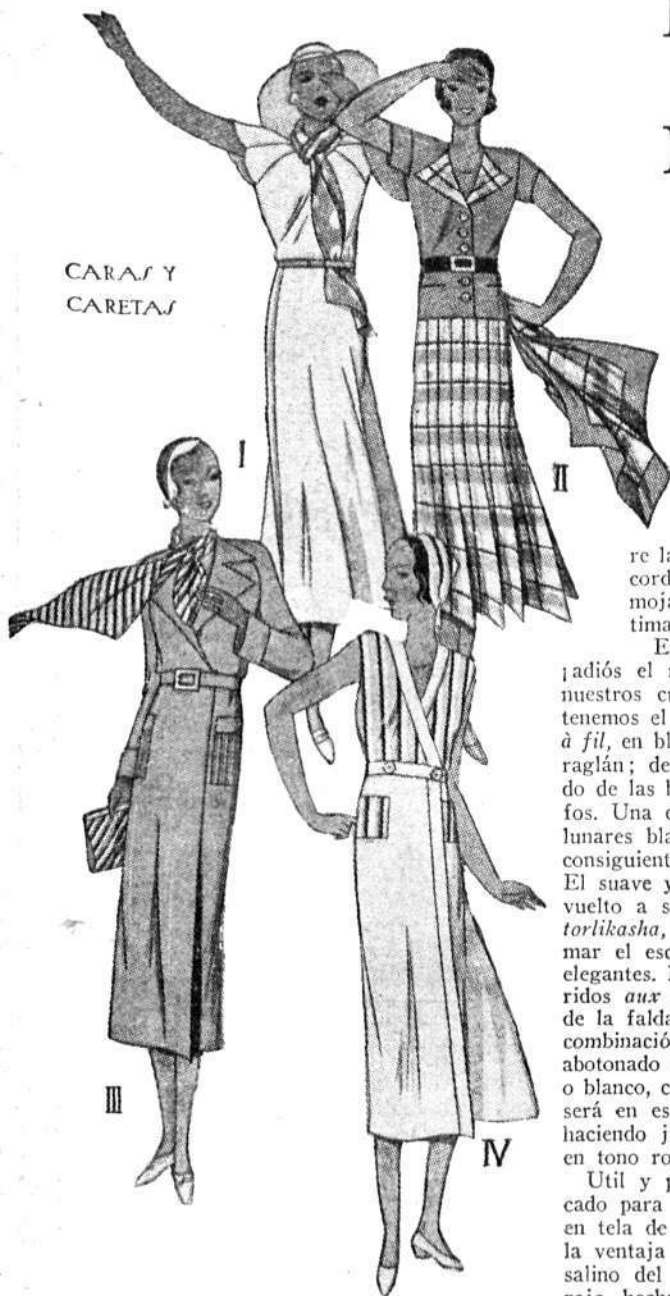 CARAS Y
CARETAS
I
II
III
IV
re la
cord
moja
tima
E
¡adiós el
nuestros
tenemos el
à fil, en bl
raglán; de
do de las
fos. Una
lunares bla
consiguient
El suave y
vuelto a s
torlikasha,
mar el esq
elegantes.
ridos aux
de la falda
combinació
abotonado
o blanco, c
será en es
haciendo j
en tono ro
Util y p
cado para
en tela de
la ventaja
salino del